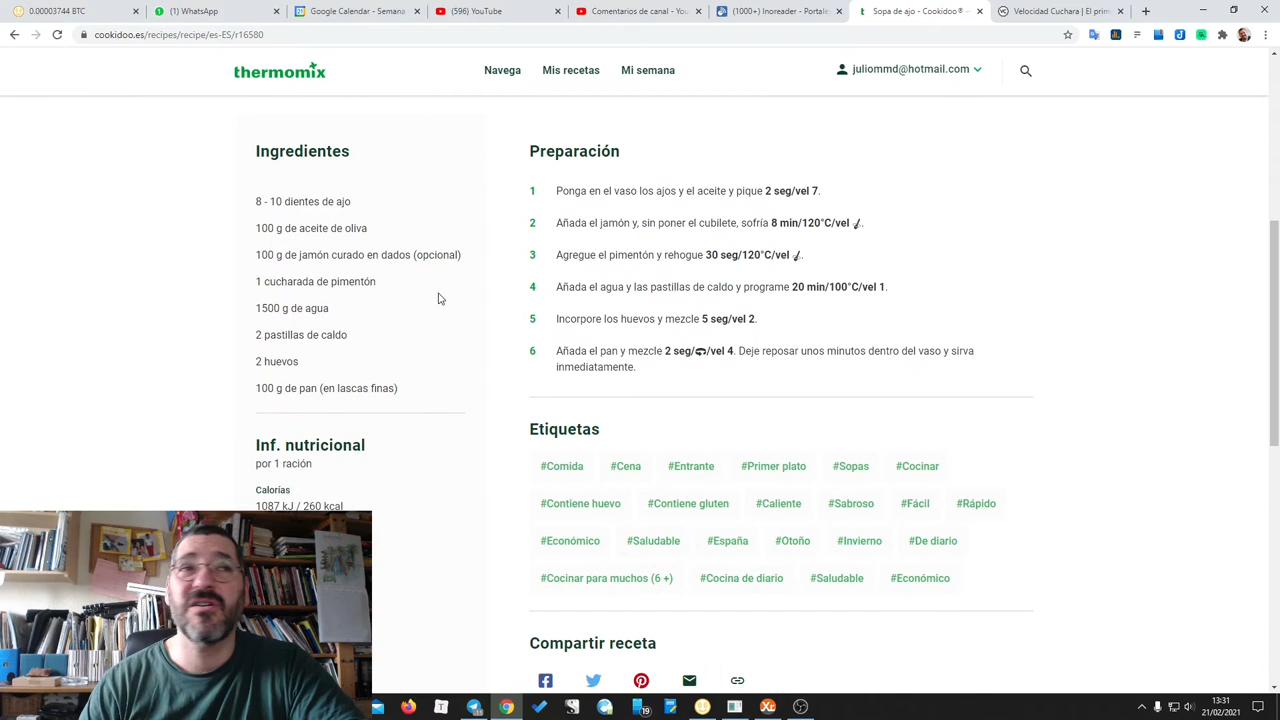 0.00003744 BTC
(1) WhatsApp
Google Calendar - Semana
(596) YouTube
Comentarios de canal - You
(1000+) Inoreader - Portale
Sopa de ajo - Cookidoo® -
Velocidad Cuchara | El prim
cookidoo.es/recipes/recipe/es-ES/r16580
thermomix
Navega
Mis recetas
Mi semana
juliommd@hotmail.com
Ingredientes
8 - 10 dientes de ajo
100 g de aceite de oliva
100 g de jamón curado en dados (opcional)
1 cucharada de pimentón
1500 g de agua
2 pastillas de caldo
2 huevos
100 g de pan (en lascas finas)
Inf. nutricional
por 1 ración
Calorías
1087 kJ / 260 kcal
Preparación
1 Ponga en el vaso los ajos y el aceite y pique 2 seg/vel 7.
2 Añada el jamón y, sin poner el cubilete, sofría 8 min/120°C/vel .
3 Agregue el pimentón y rehogue 30 seg/120°C/vel .
4 Añada el agua y las pastillas de caldo y programe 20 min/100°C/vel 1.
5 Incorpore los huevos y mezcle 5 seg/vel 2.
6 Añada el pan y mezcle 2 seg/ /vel 4. Deje reposar unos minutos dentro del vaso y sirva
inmediatamente.
Etiquetas
#Comida #Cena #Entrante #Primer plato #Sopas #Cocinar
#Contiene huevo #Contiene gluten #Caliente #Sabroso #Fácil #Rápido
#Económico #Saludable #España #Otoño #Invierno #De diario
#Cocinar para muchos (6 +) #Cocina de diario #Saludable #Económico
Compartir receta
19
13:31
21/02/2021